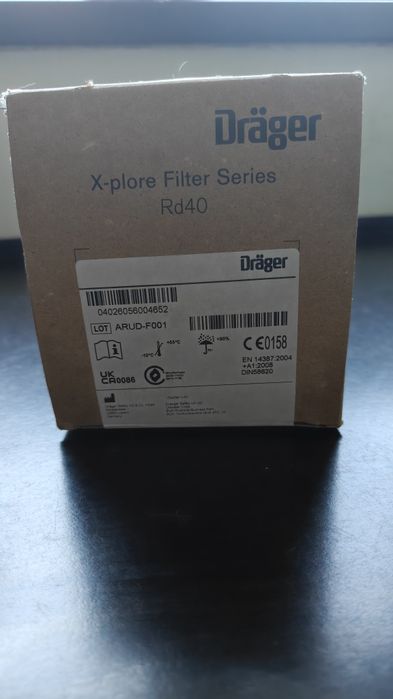 Dräger
X-plore Filter Series
Rd40
Dräger
04026056004652
LOT ARUD-F001
-10°C +55°C <90%
CE0158
EN 14387:2004
+A1:2008
DIN58620
UK
CA0086